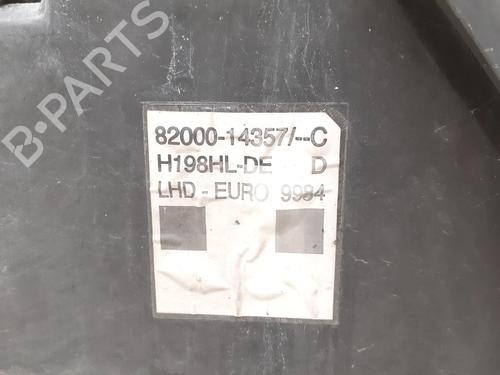 B-PARTS
82000-14357/--C
H198HL-DE D
LHD - EURO 9984